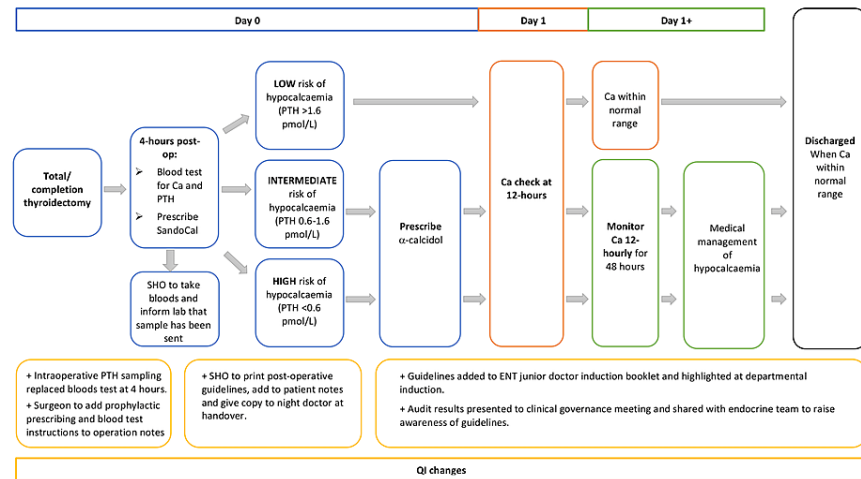 Day 0
Day 1
Day 1+
Total/
completion
thyroidectomy
4-hours post-
op:
➢ Blood test
for Ca and
PTH
➢ Prescribe
SandoCal
SHO to take
bloods and
inform lab that
sample has been
sent
LOW risk of
hypocalcaemia
(PTH >1.6
pmol/L)
INTERMEDIATE
risk of
hypocalcaemia
(PTH 0.6-1.6
pmol/L)
HIGH risk of
hypocalcaemia
(PTH <0.6
pmol/L)
Prescribe
α-calcidol
Ca check at
12-hours
Ca within
normal
range
Monitor
Ca 12-
hourly for
48 hours
Medical
management
of
hypocalcaemia
Discharged
When Ca
within
normal
range
+ Intraoperative PTH sampling
replaced bloods test at 4 hours.
+ Surgeon to add prophylactic
prescribing and blood test
instructions to operation notes
+ SHO to print post-operative
guidelines, add to patient notes
and give copy to night doctor at
handover.
+ Guidelines added to ENT junior doctor induction booklet and highlighted at departmental
induction.
+ Audit results presented to clinical governance meeting and shared with endocrine team to raise
awareness of guidelines.
QI changes